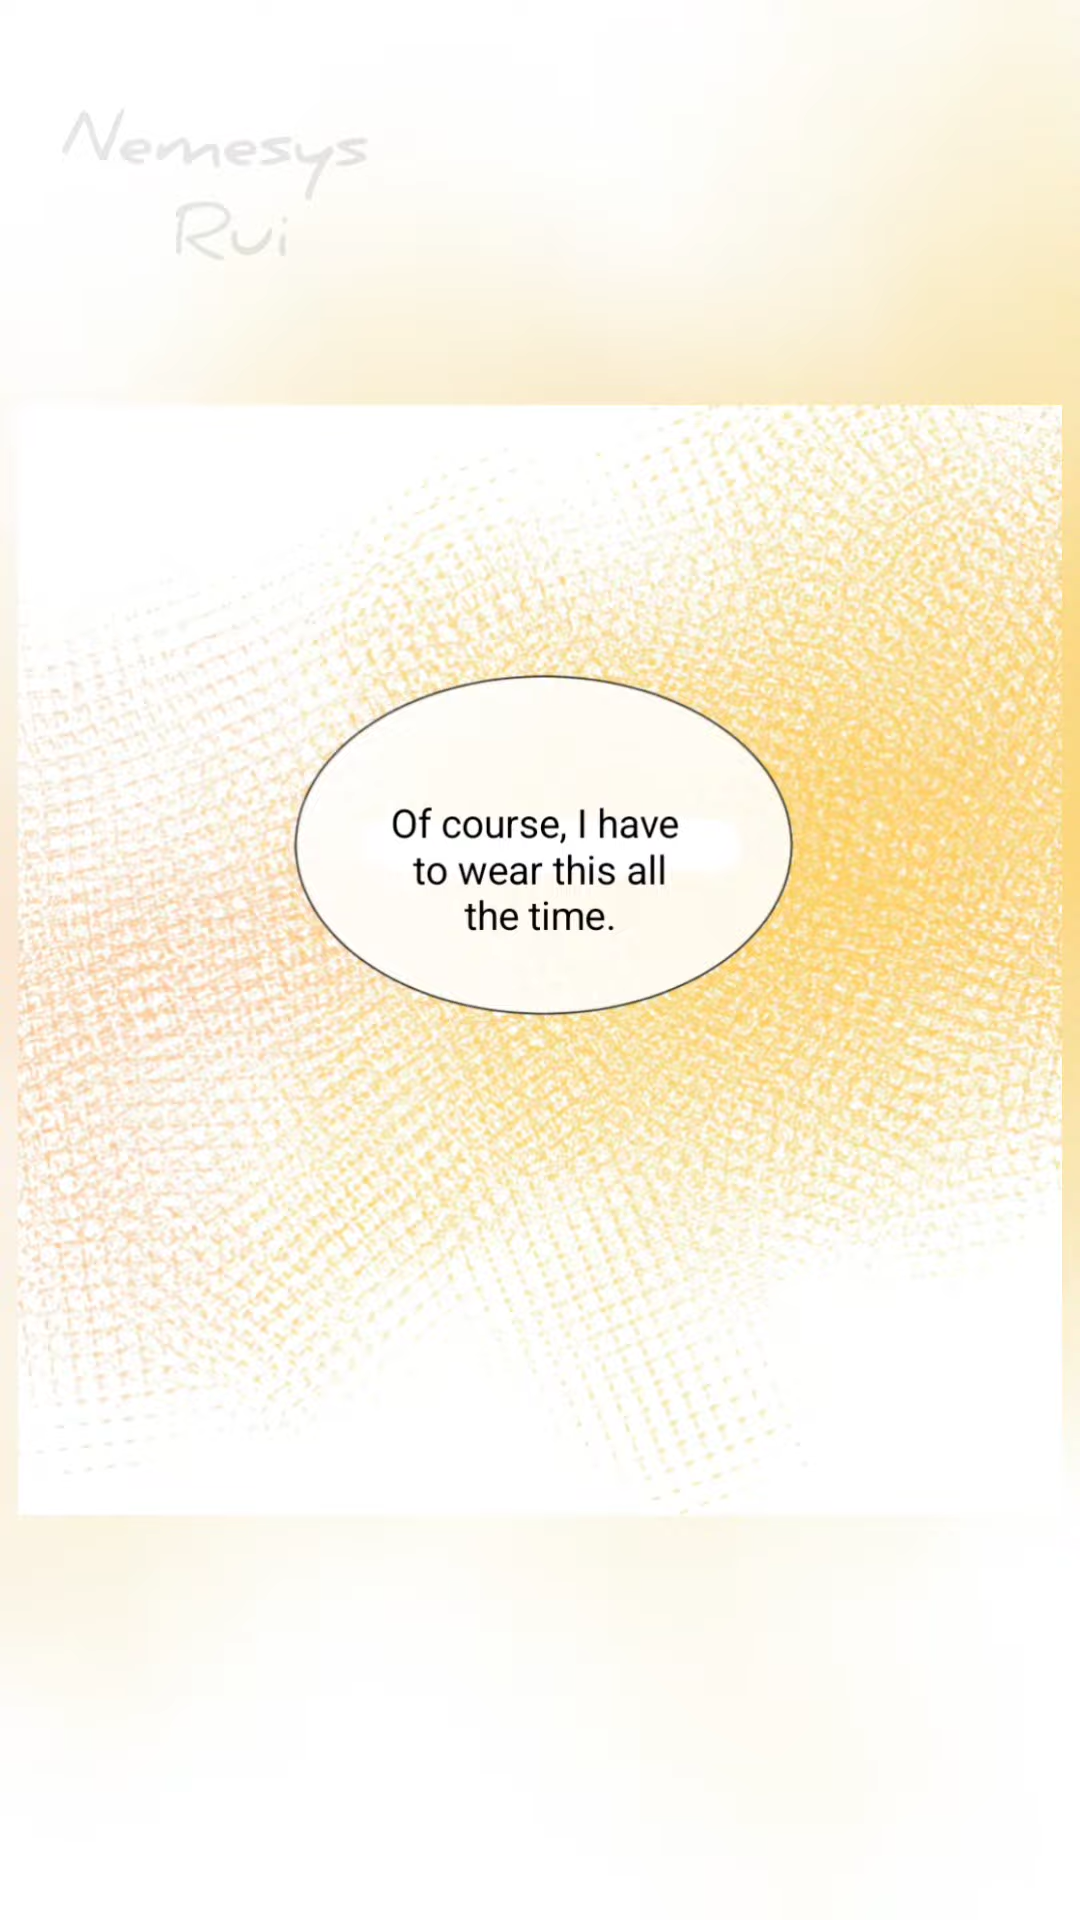 Nemesys
Rui
Of course, I have
to wear this all
the time.